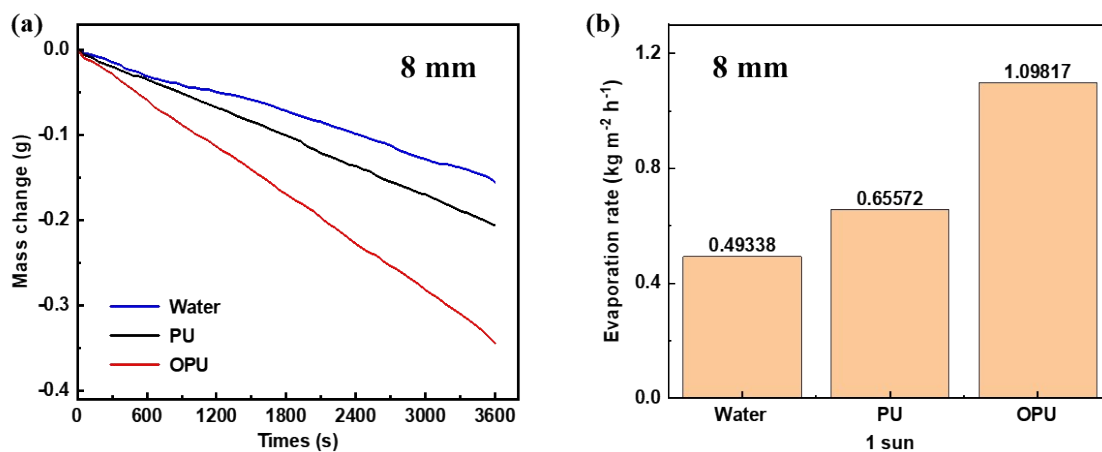 (a)
8 mm
0.0
-0.1
-0.2
-0.3
-0.4
Mass change (g)
Water
PU
OPU
0 600 1200 1800 2400 3000 3600
Times (s)
(b)
8 mm
1.2
0.8
0.4
0.0
Evaporation rate (kg m⁻² h⁻¹)
0.49338
0.65572
1.09817
Water PU OPU
1 sun